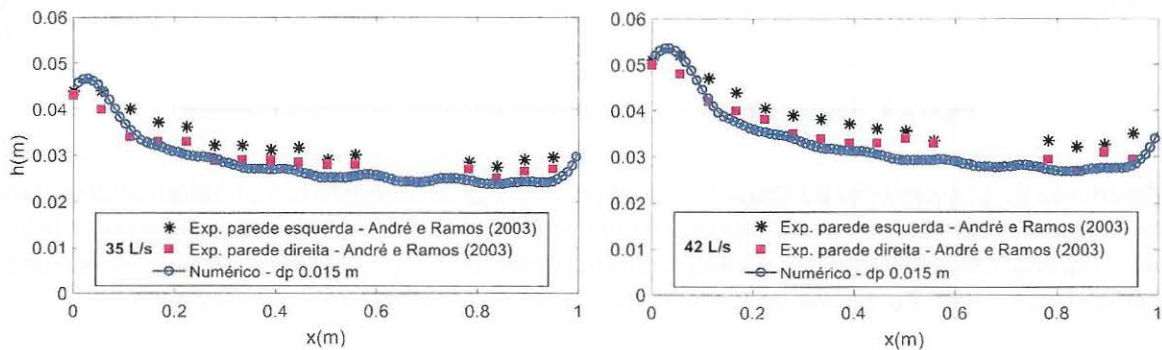 0.06
0.05
0.04
0.03
0.02
0.01
0
h(m)
0
0.2
0.4
0.6
0.8
1
x(m)
35 L/s
Exp. parede esquerda - André e Ramos (2003)
Exp. parede direita - André e Ramos (2003)
Numérico - dp 0.015 m
0.06
0.05
0.04
0.03
0.02
0.01
0
h(m)
0
0.2
0.4
0.6
0.8
1
x(m)
42 L/s
Exp. parede esquerda - André e Ramos (2003)
Exp. parede direita - André e Ramos (2003)
Numérico - dp 0.015 m